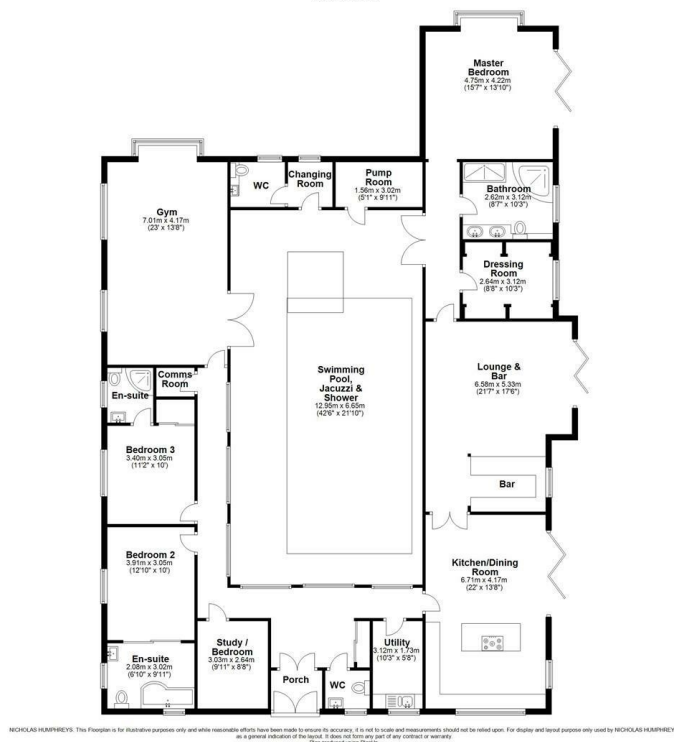 Master
Bedroom
4.75m x 4.22m
(15'7" x 13'10")
Gym
7.01m x 4.17m
(23' x 13'8")
WC
Changing
Room
Pump
Room
1.56m x 3.02m
(5'1" x 9'11")
Bathroom
2.62m x 3.12m
(8'7" x 10'3")
Dressing
Room
2.64m x 3.12m
(8'8" x 10'3")
En-suite
Comms
Room
Swimming
Pool,
Jacuzzi &
Shower
12.95m x 6.65m
(42'6" x 21'10")
Lounge &
Bar
6.58m x 5.33m
(21'7" x 17'6")
Bar
Bedroom 3
3.40m x 3.05m
(11'2" x 10')
Bedroom 2
3.91m x 3.05m
(12'10" x 10')
Kitchen/Dining
Room
6.71m x 4.17m
(22' x 13'8")
En-suite
2.08m x 3.02m
(6'10" x 9'11")
Study /
Bedroom
3.03m x 2.64m
(9'11" x 8'8")
Porch
WC
Utility
3.12m x 1.73m
(10'3" x 5'8")
NICHOLAS HUMPHREYS. This Floorplan is for illustrative purposes only and while reasonable efforts have been made to ensure its accuracy, it is not to scale and measurements should not be relied upon. For display and layout purpose only used by NICHOLAS HUMPHREYS
as a general indication of the layout. It does not form any part of any contract or warranty.